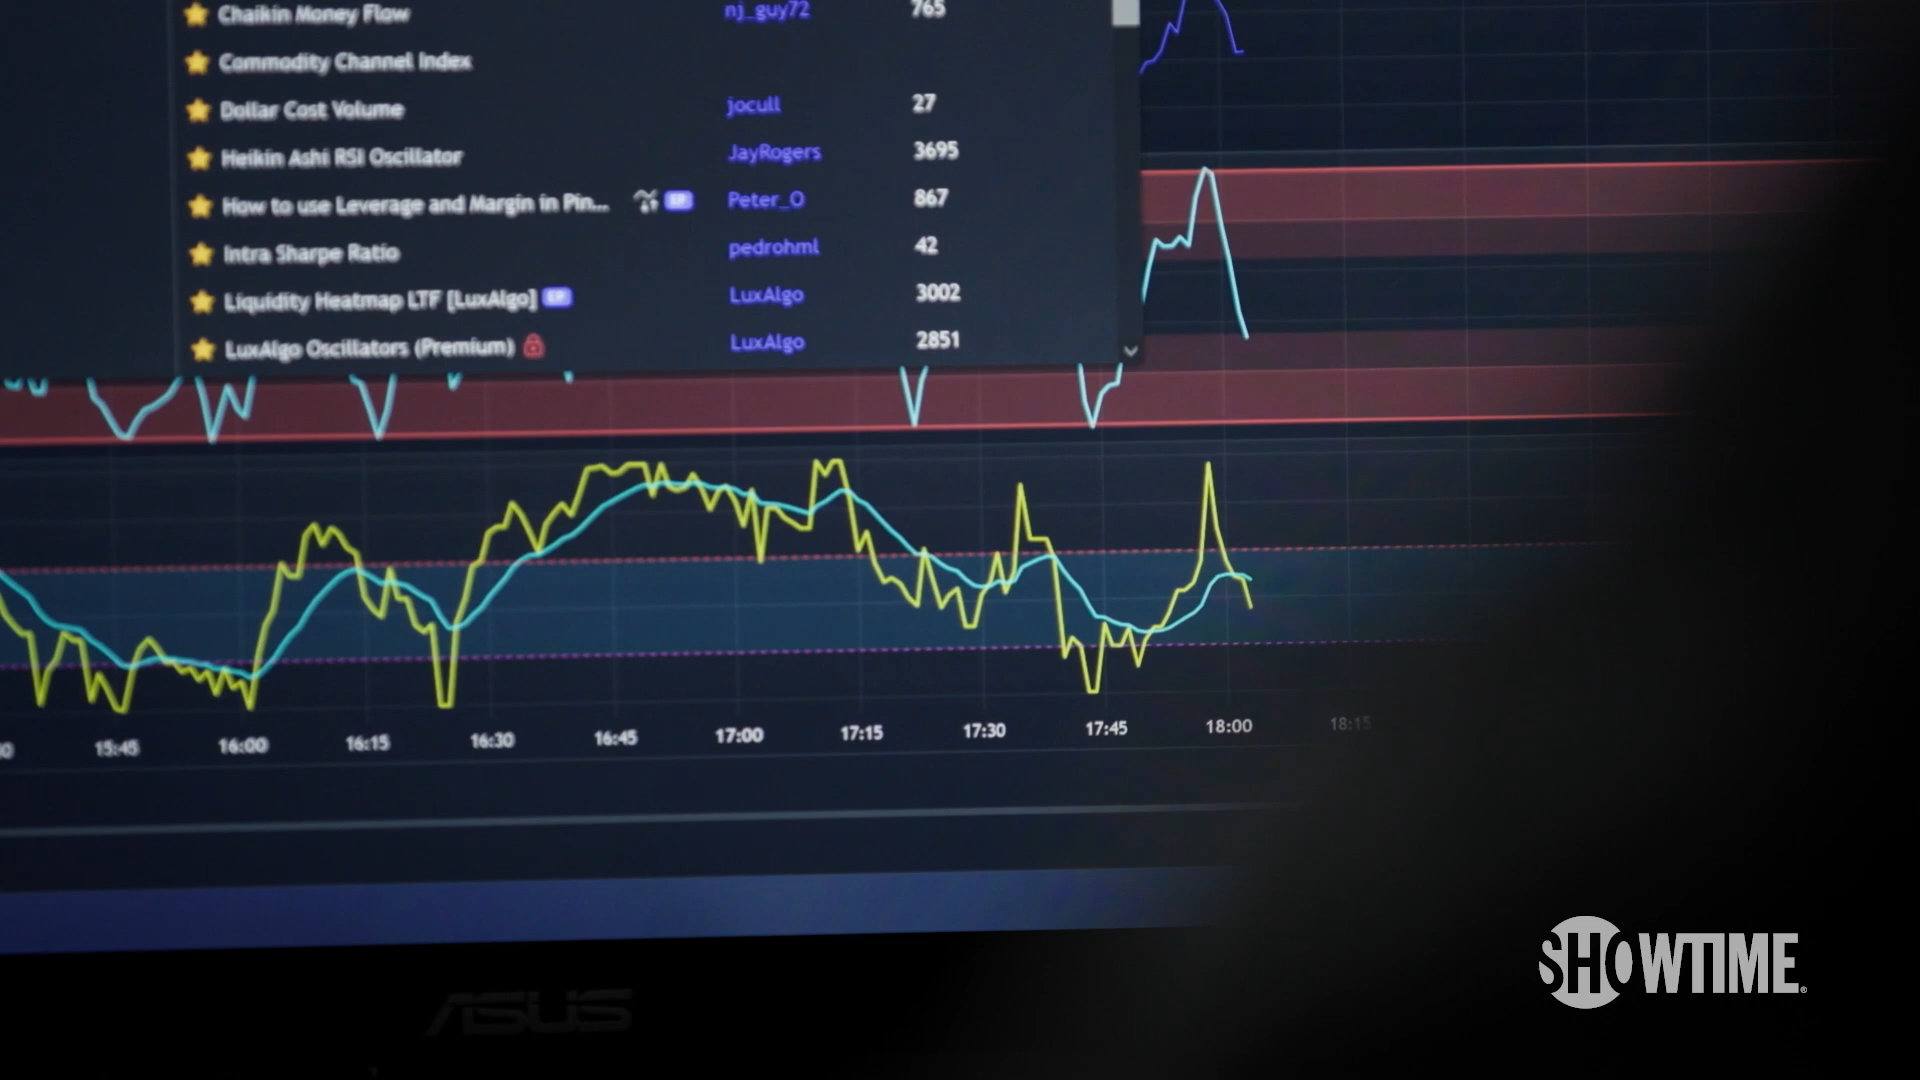 Chaikin Money Flow nj_guy72 765
Commodity Channel Index
Dollar Cost Volume jocull 27
Heikin Ashi RSI Oscillator JayRogers 3695
How to use Leverage and Margin in Pin... EP Peter_O 867
Intra Sharpe Ratio pedrohml 42
Liquidity Heatmap LTF [LuxAlgo] EP LuxAlgo 3002
LuxAlgo Oscillators (Premium) LuxAlgo 2851
15:45 16:00 16:15 16:30 16:45 17:00 17:15 17:30 17:45 18:00 18:15
SHOWTIME®
ASUS